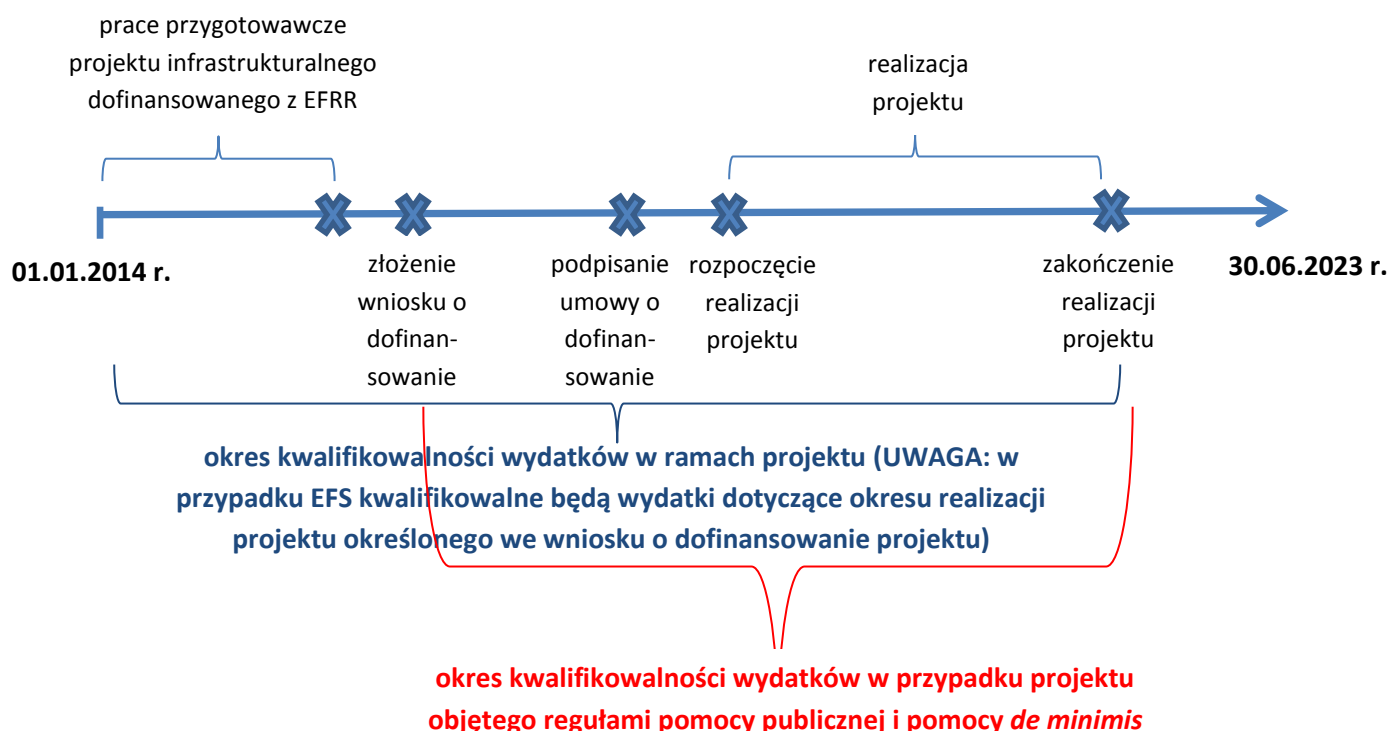 prace przygotowawcze
projektu infrastrukturalnego
dofinansowanego z EFRR
realizacja
projektu
01.01.2014 r.
złożenie
wniosku o
dofinan-
sowanie
podpisanie
umowy o
dofinan-
sowanie
rozpoczęcie
realizacji
projektu
zakończenie
realizacji
projektu
30.06.2023 r.
okres kwalifikowalności wydatków w ramach projektu (UWAGA: w
przypadku EFS kwalifikowalne będą wydatki dotyczące okresu realizacji
projektu określonego we wniosku o dofinansowanie projektu)
okres kwalifikowalności wydatków w przypadku projektu
objętego regułami pomocy publicznej i pomocy de minimis